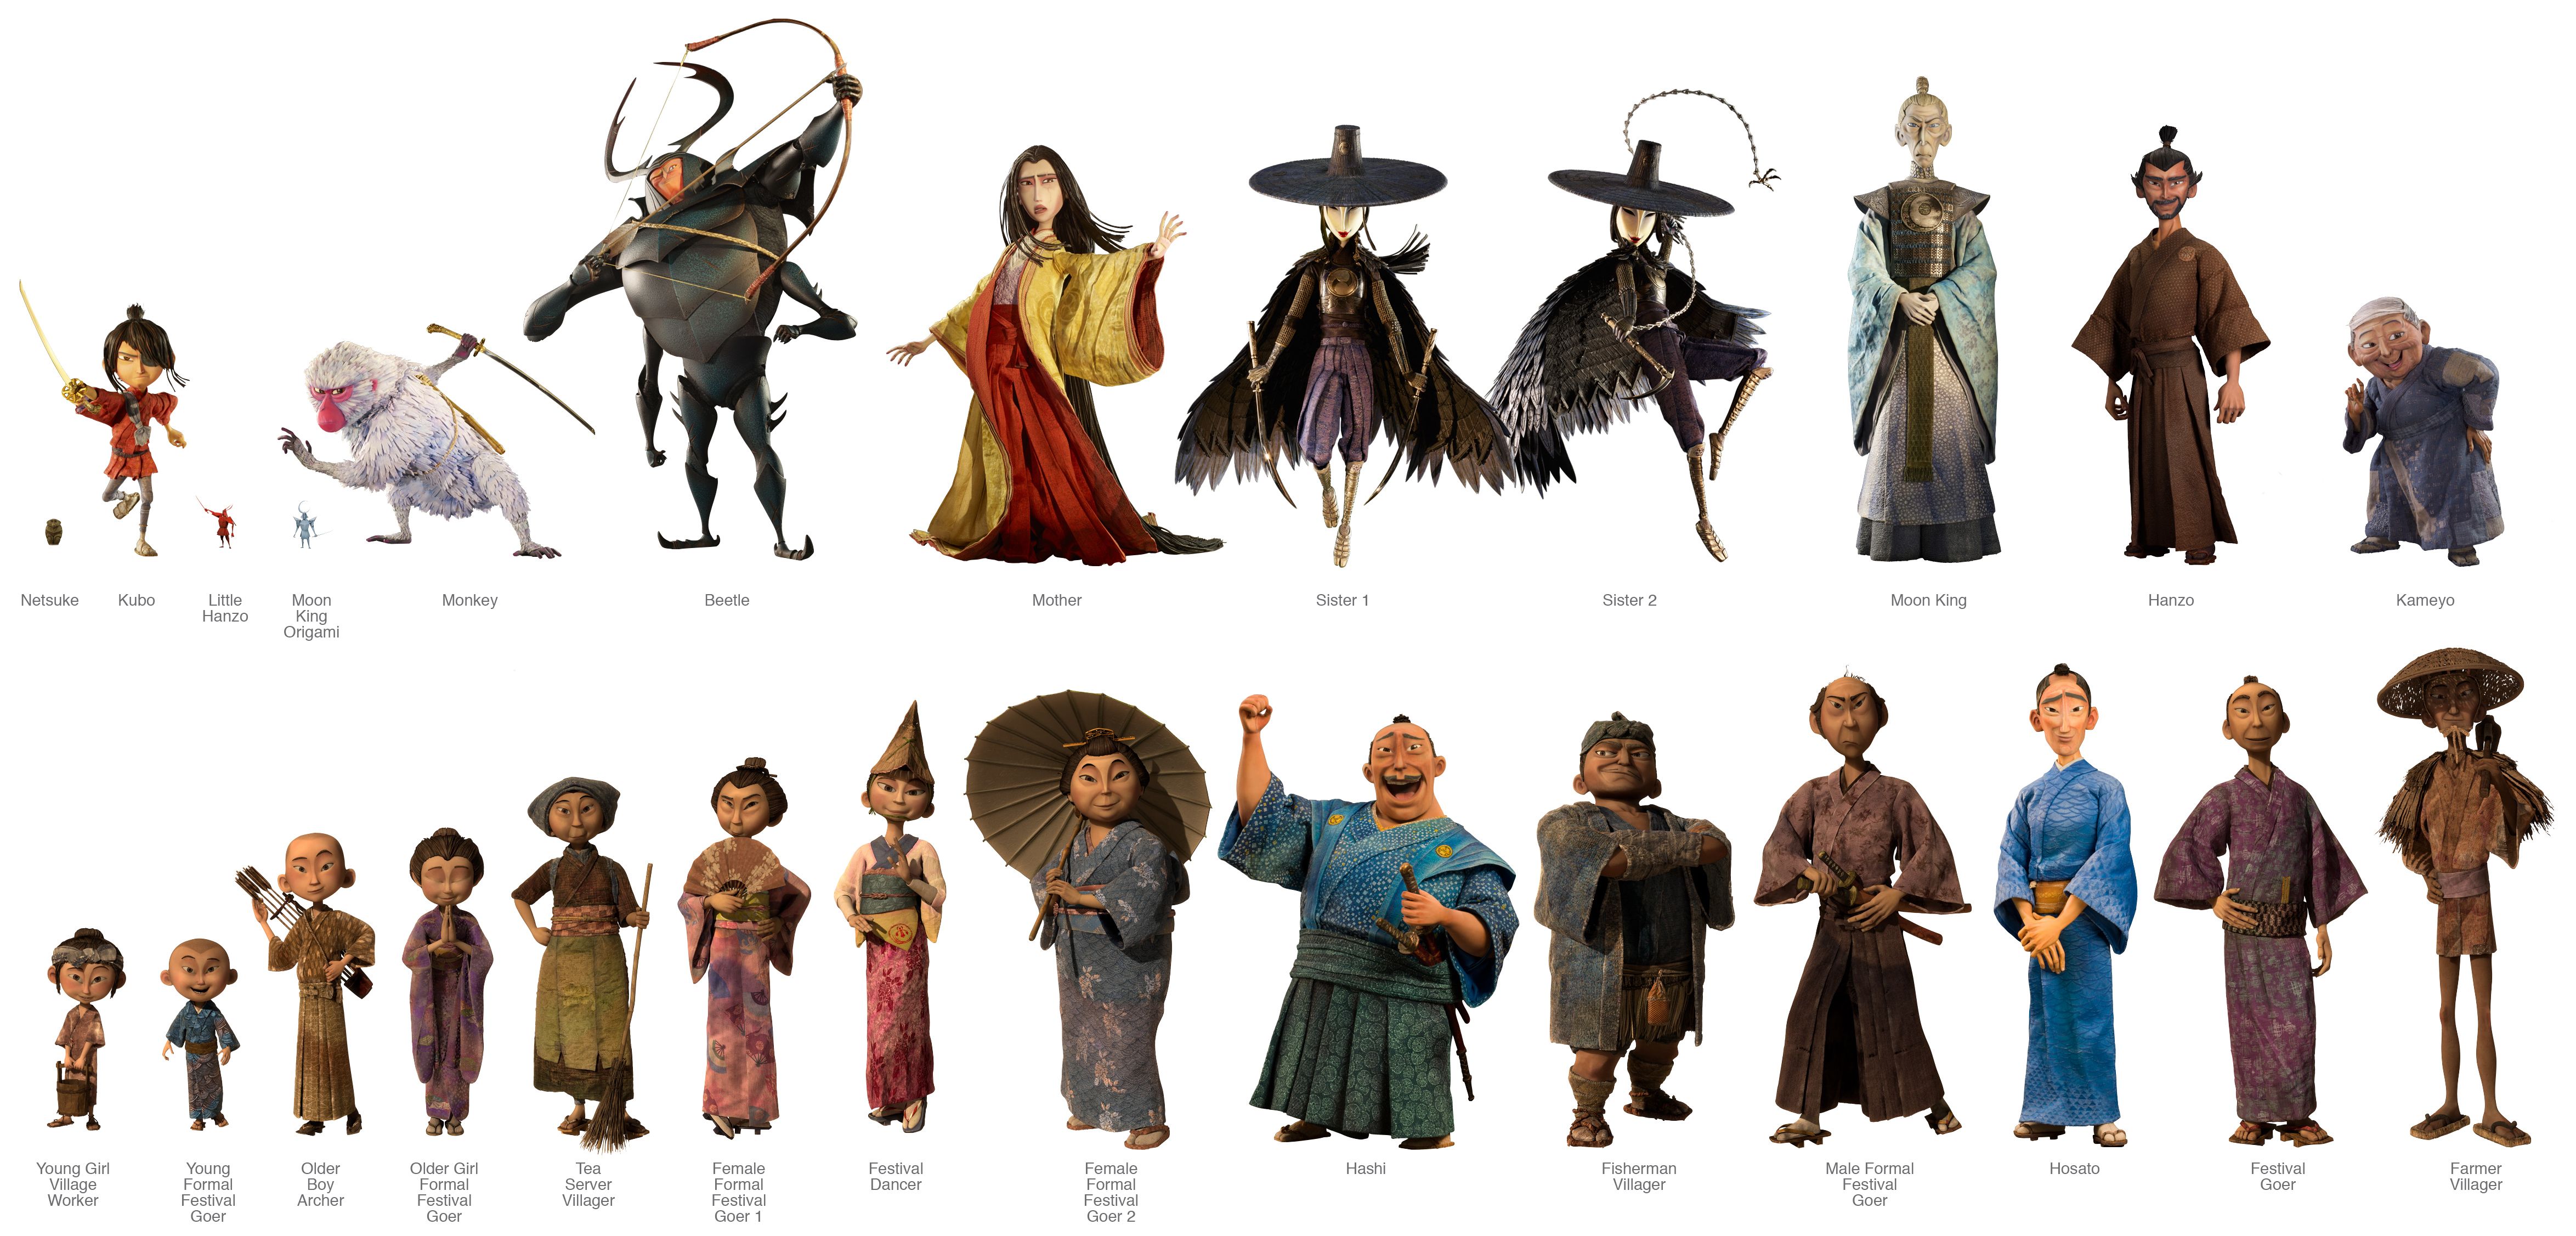 Netsuke
Kubo
Little
Hanzo
Moon
King
Origami
Monkey
Beetle
Mother
Sister 1
Sister 2
Moon King
Hanzo
Kameyo
Young Girl
Village
Worker
Young
Formal
Festival
Goer
Older
Boy
Archer
Older Girl
Formal
Festival
Goer
Tea
Server
Villager
Female
Formal
Festival
Goer 1
Festival
Dancer
Female
Formal
Festival
Goer 2
Hashi
Fisherman
Villager
Male Formal
Festival
Goer
Hosato
Festival
Goer
Farmer
Villager